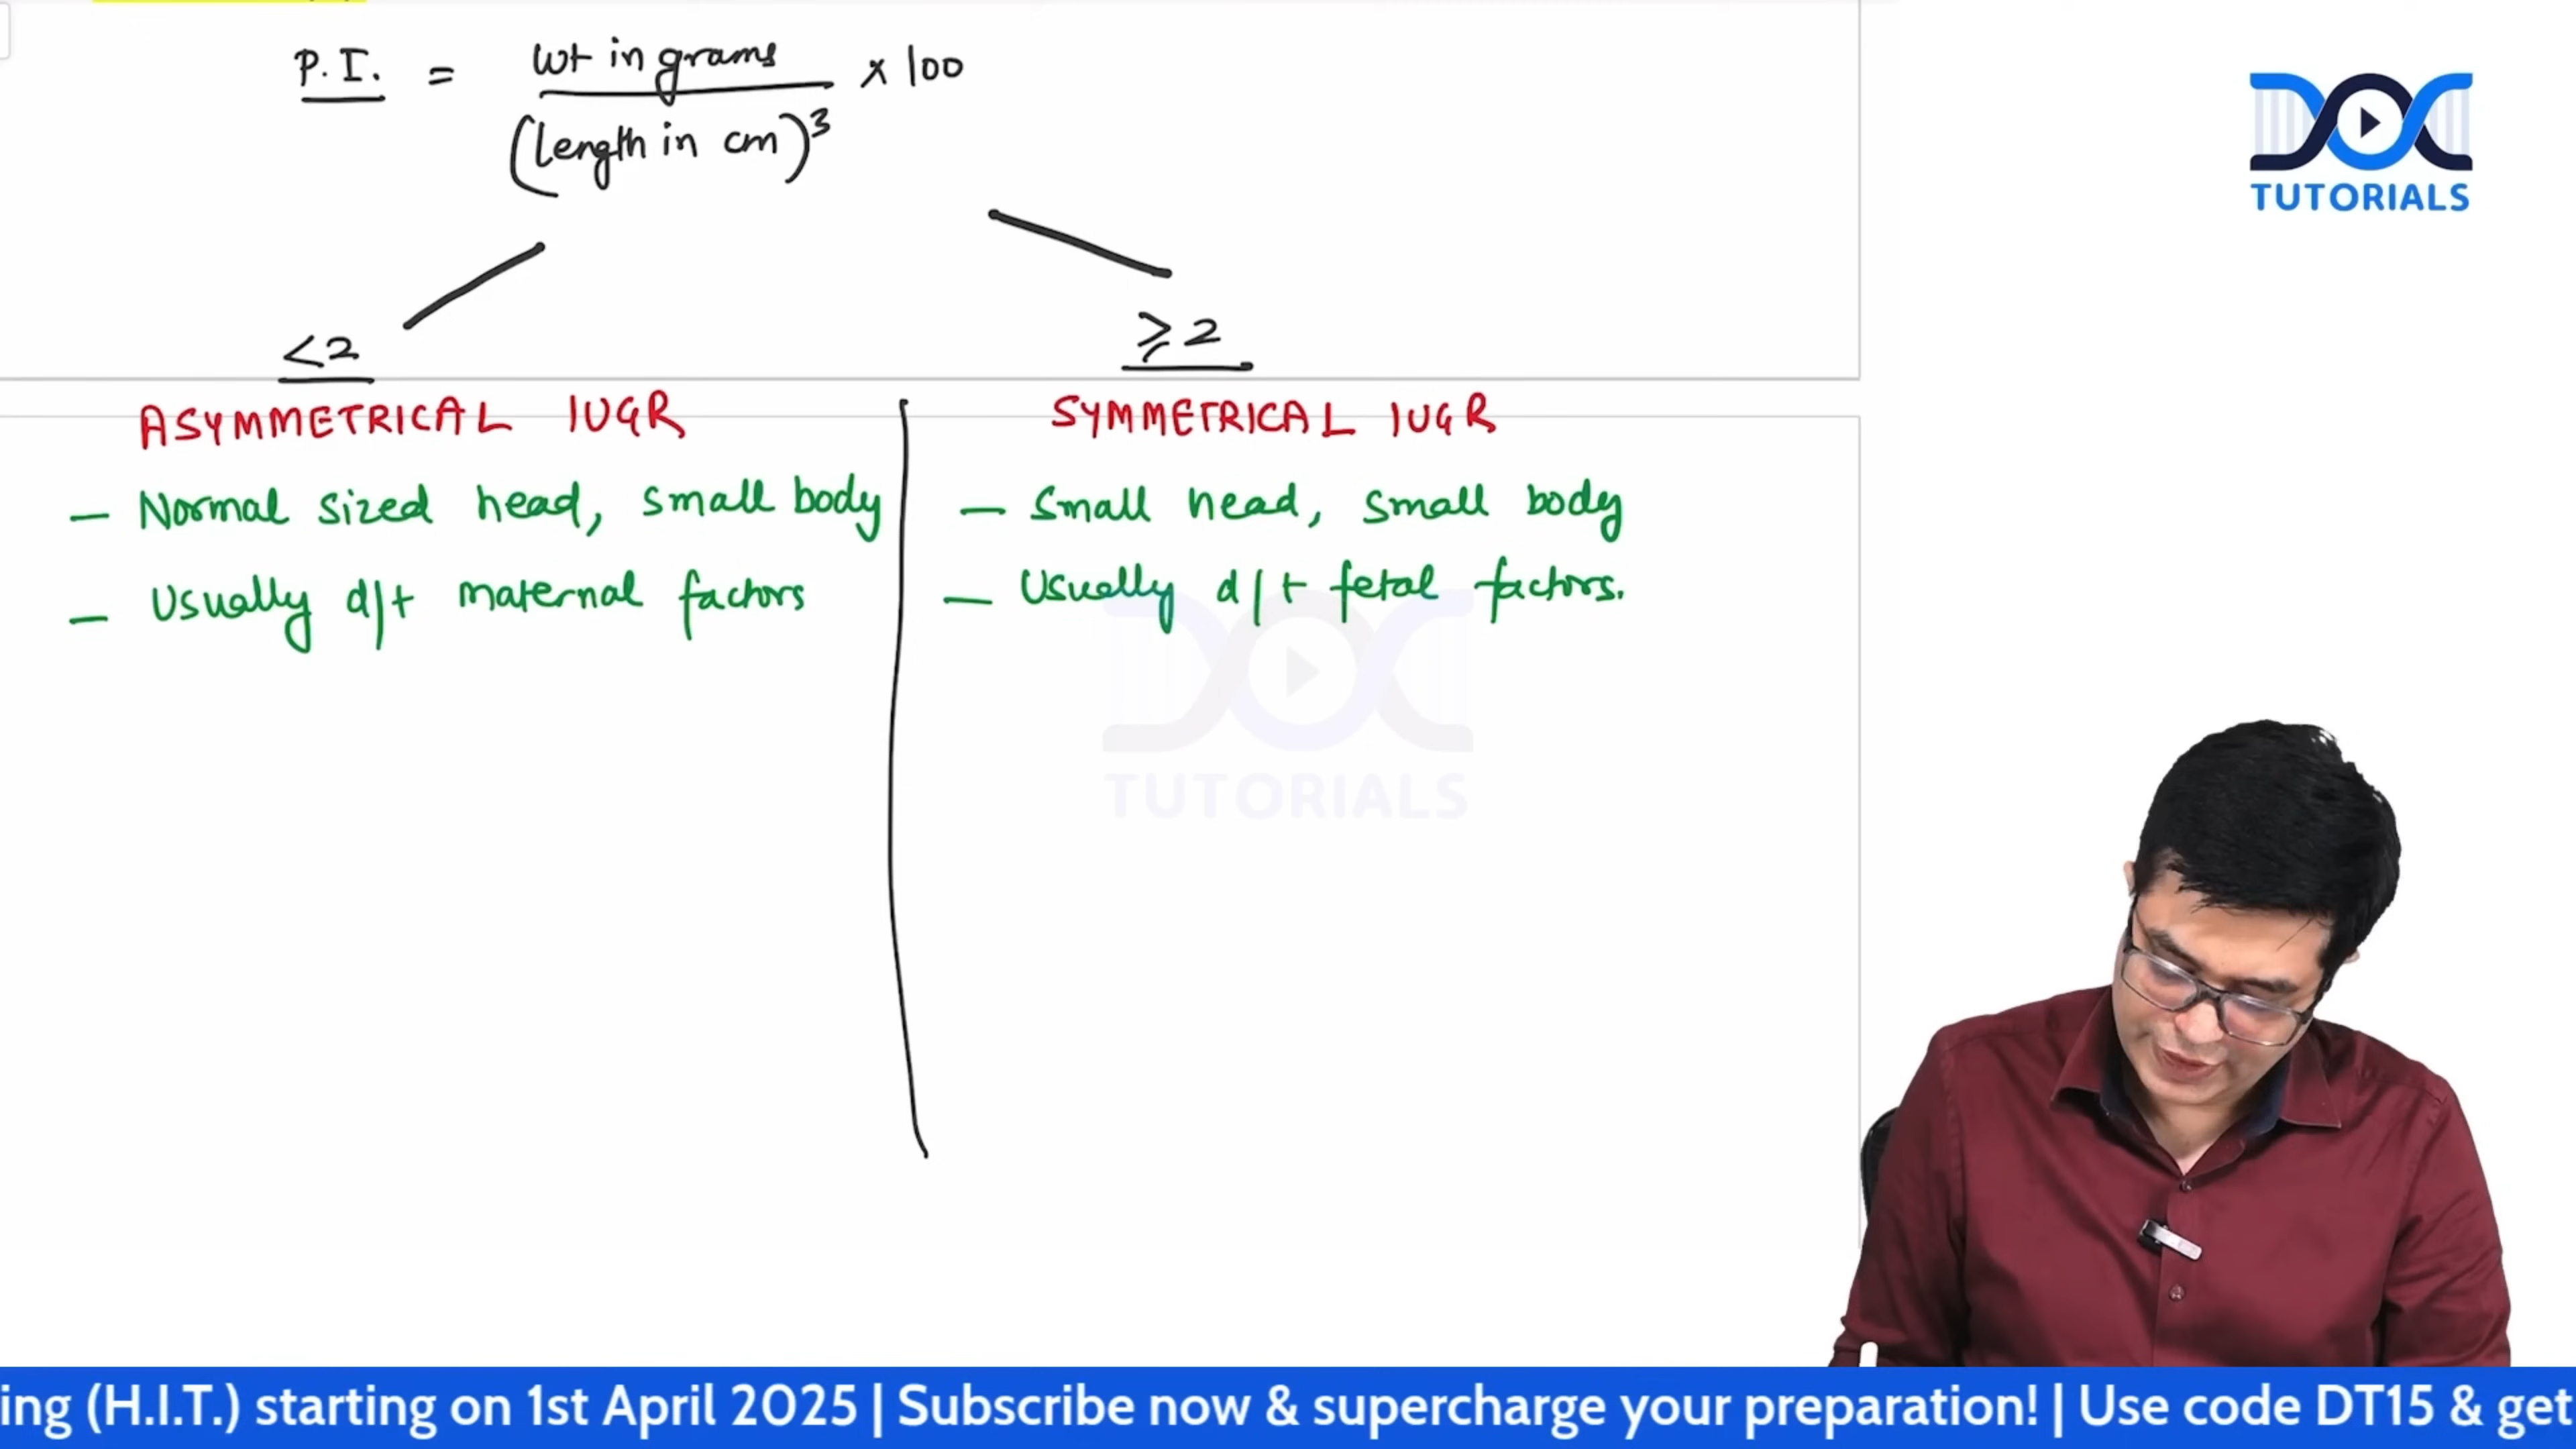 P.I. = wt in grams / (length in cm)³ × 100
DOC
TUTORIALS
<2
≥2
ASYMMETRICAL IUGR
SYMMETRICAL IUGR
– Normal sized head, small body
– Small head, small body
– Usually d/t maternal factors
– Usually d/t fetal factors.
DOC
TUTORIALS
ing (H.I.T.) starting on 1st April 2025 | Subscribe now & supercharge your preparation! | Use code DT15 & get